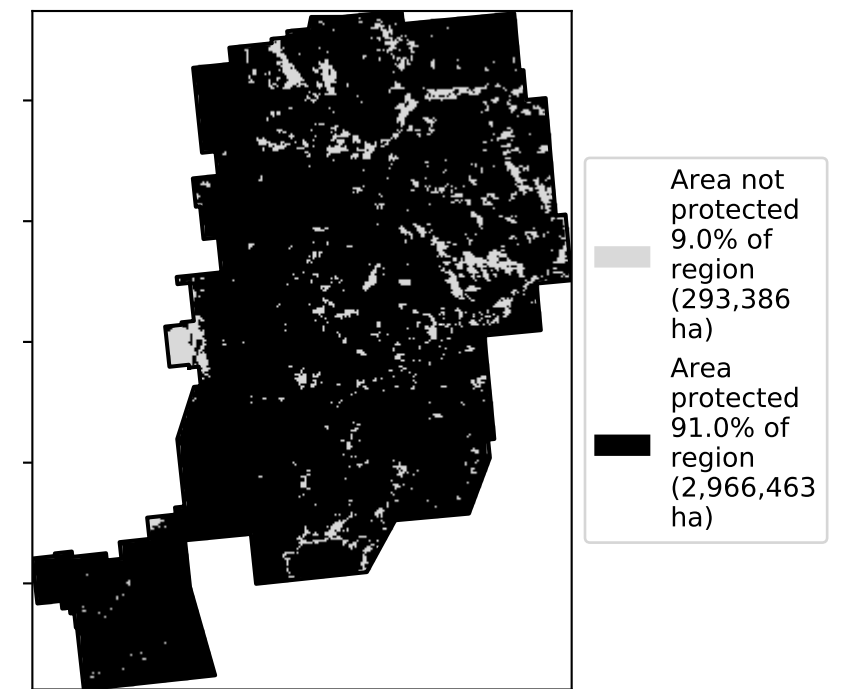 Area not
protected
9.0% of
region
(293,386
ha)
Area
protected
91.0% of
region
(2,966,463
ha)